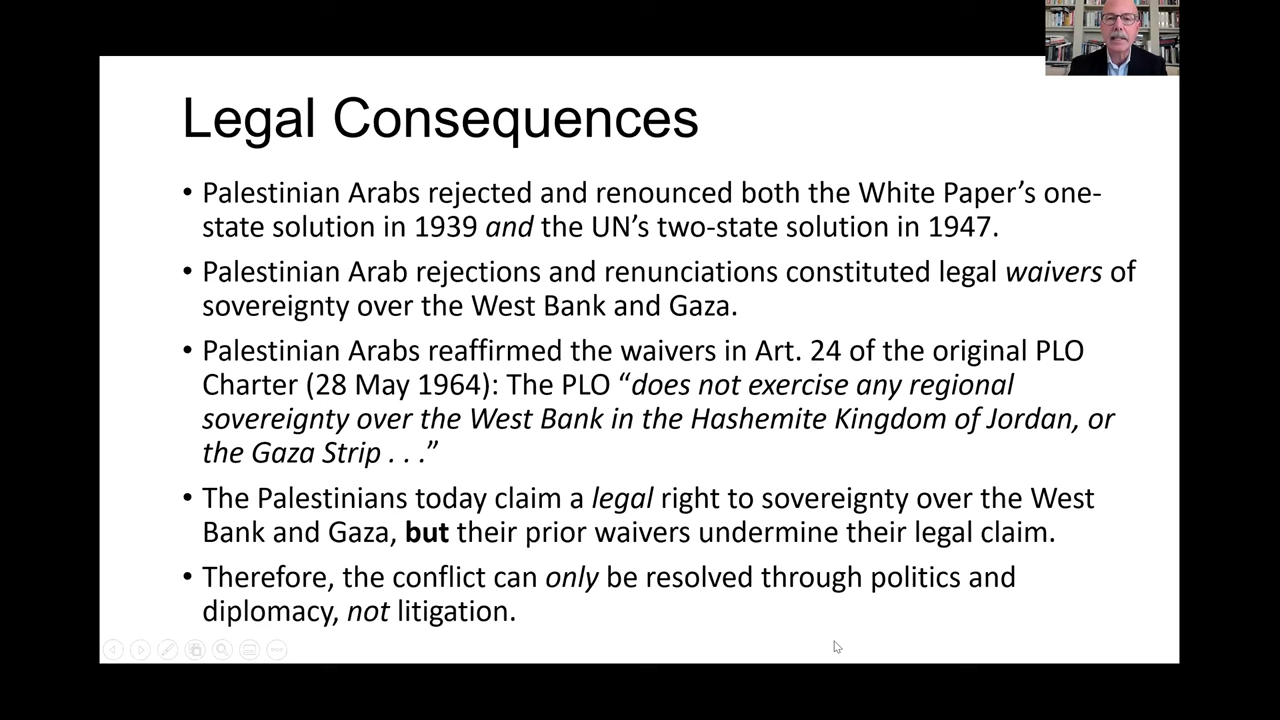 Legal Consequences
• Palestinian Arabs rejected and renounced both the White Paper’s one-
state solution in 1939 and the UN’s two-state solution in 1947.
• Palestinian Arab rejections and renunciations constituted legal waivers of
sovereignty over the West Bank and Gaza.
• Palestinian Arabs reaffirmed the waivers in Art. 24 of the original PLO
Charter (28 May 1964): The PLO “does not exercise any regional
sovereignty over the West Bank in the Hashemite Kingdom of Jordan, or
the Gaza Strip . . .”
• The Palestinians today claim a legal right to sovereignty over the West
Bank and Gaza, but their prior waivers undermine their legal claim.
• Therefore, the conflict can only be resolved through politics and
diplomacy, not litigation.